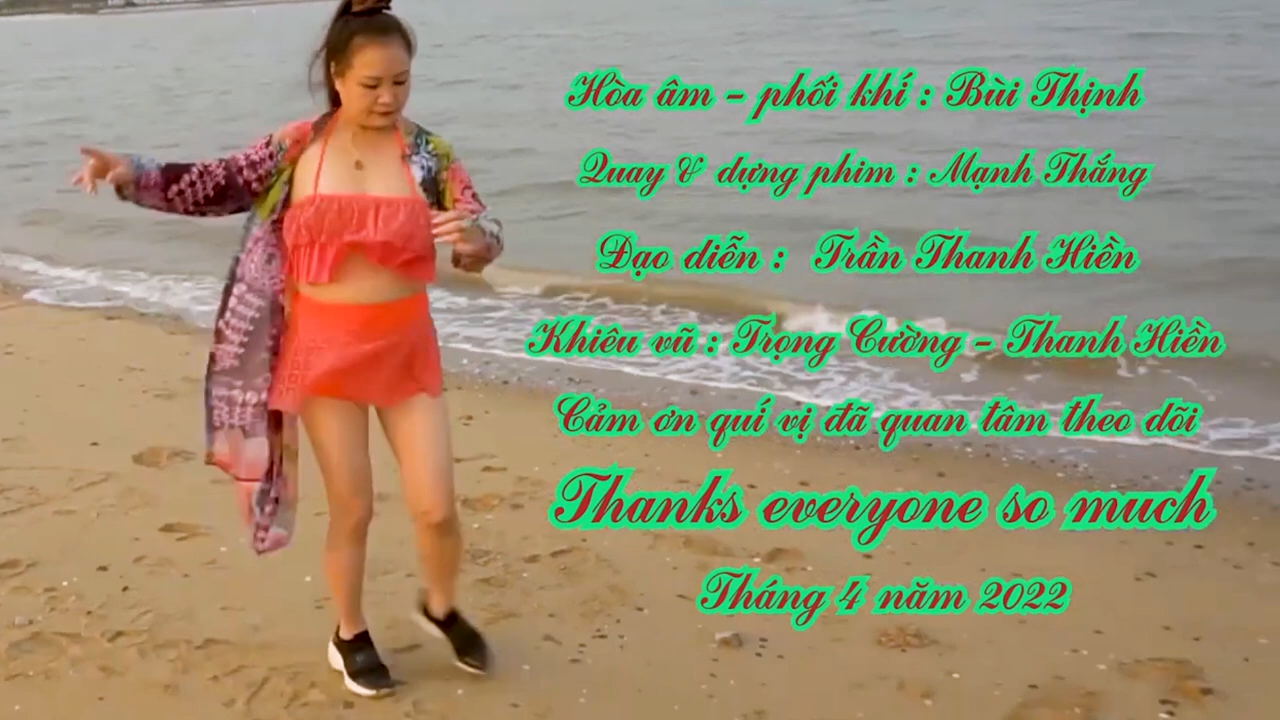 Hòa âm - phối khí : Bùi Thịnh
Quay & dựng phim : Mạnh Thắng
Đạo diễn : Trần Thanh Hiền
Khiêu vũ : Trọng Cường - Thanh Hiền
Cảm ơn quí vị đã quan tâm theo dõi
Thanks everyone so much
Tháng 4 năm 2022